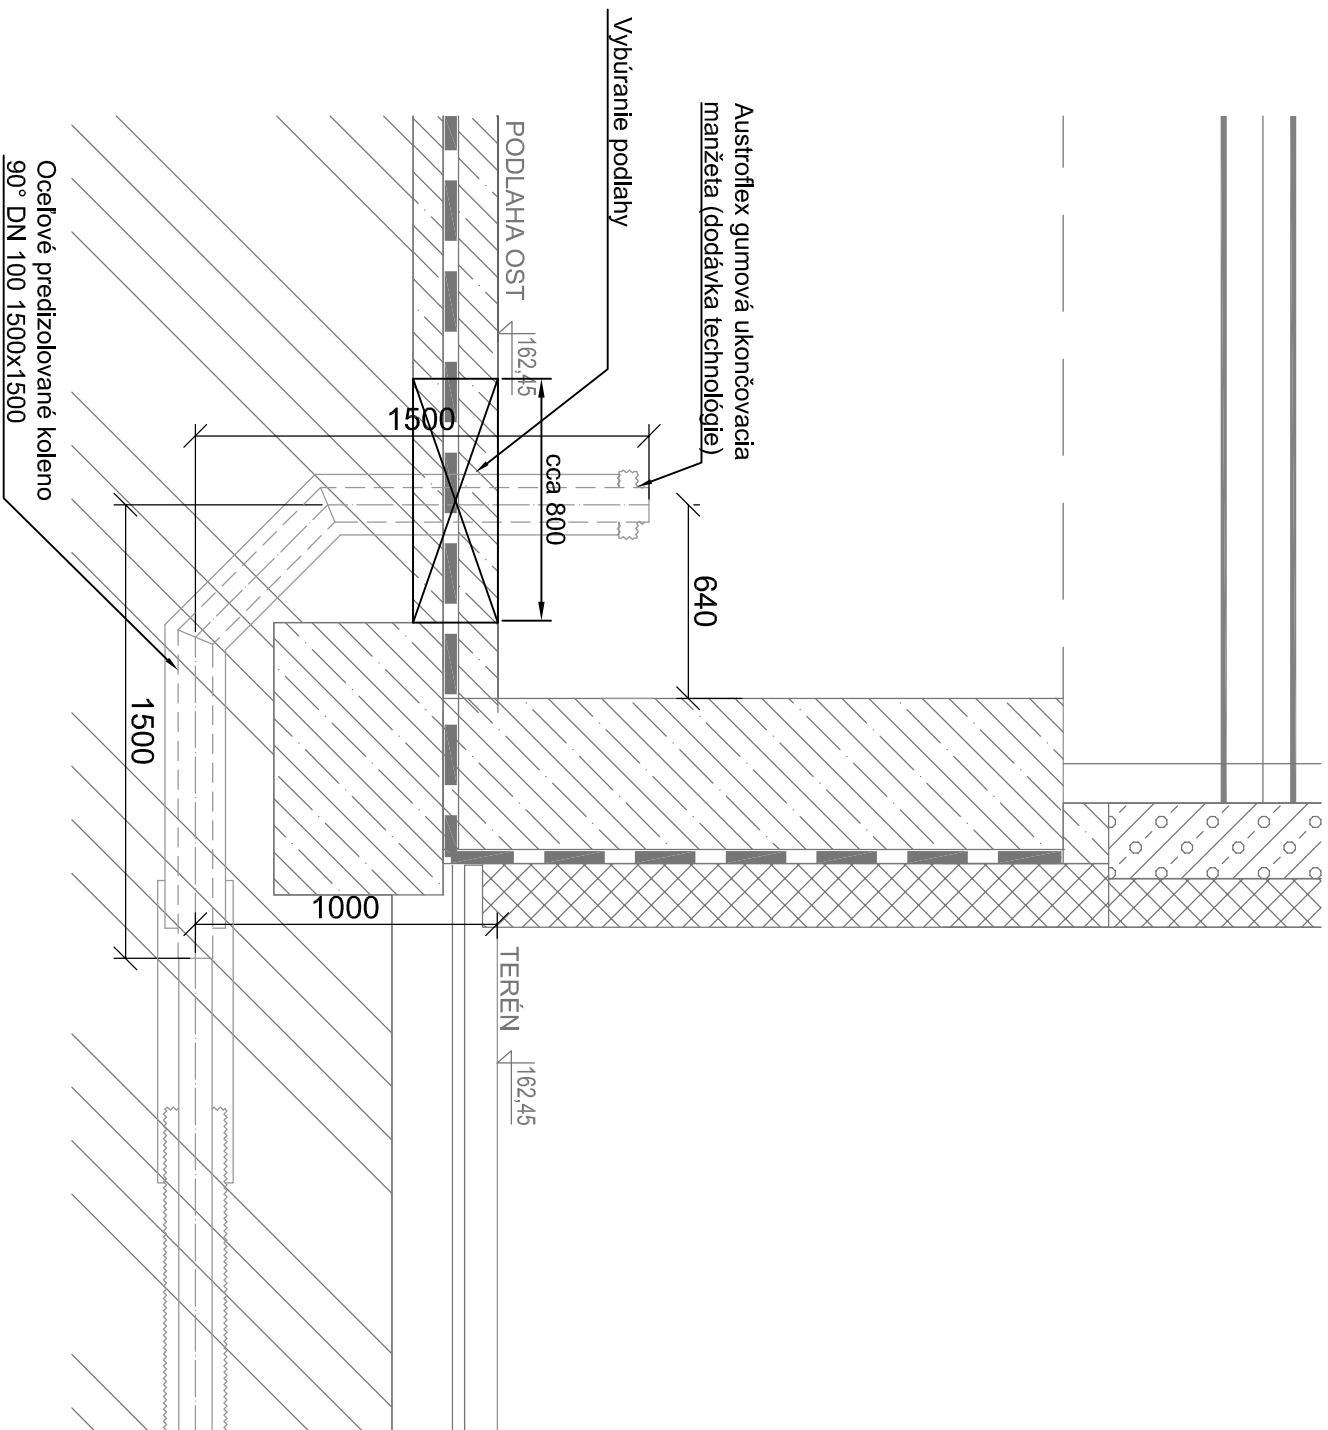 Austroflex gumová ukončovacia
manžeta (dodávka technológie)
Vybúranie podlahy
PODLAHA OST
162,45
1500
cca 800
640
Oceľové predizolované koleno
90° DN 100 1500x1500
1500
1000
TERÉN
162,45